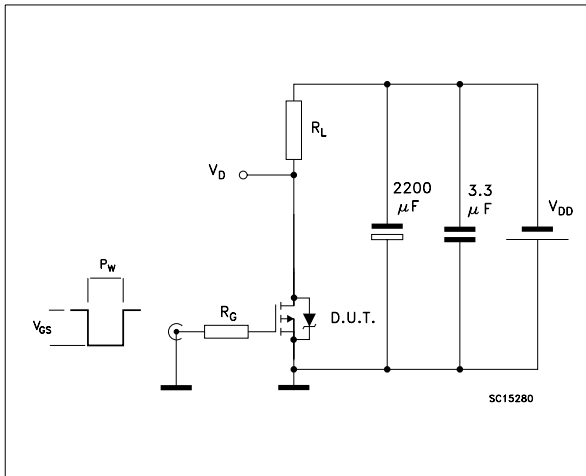 R_L
V_D
2200
μF
3.3
μF
V_DD
P_W
V_GS
R_G
D.U.T.
SC15280